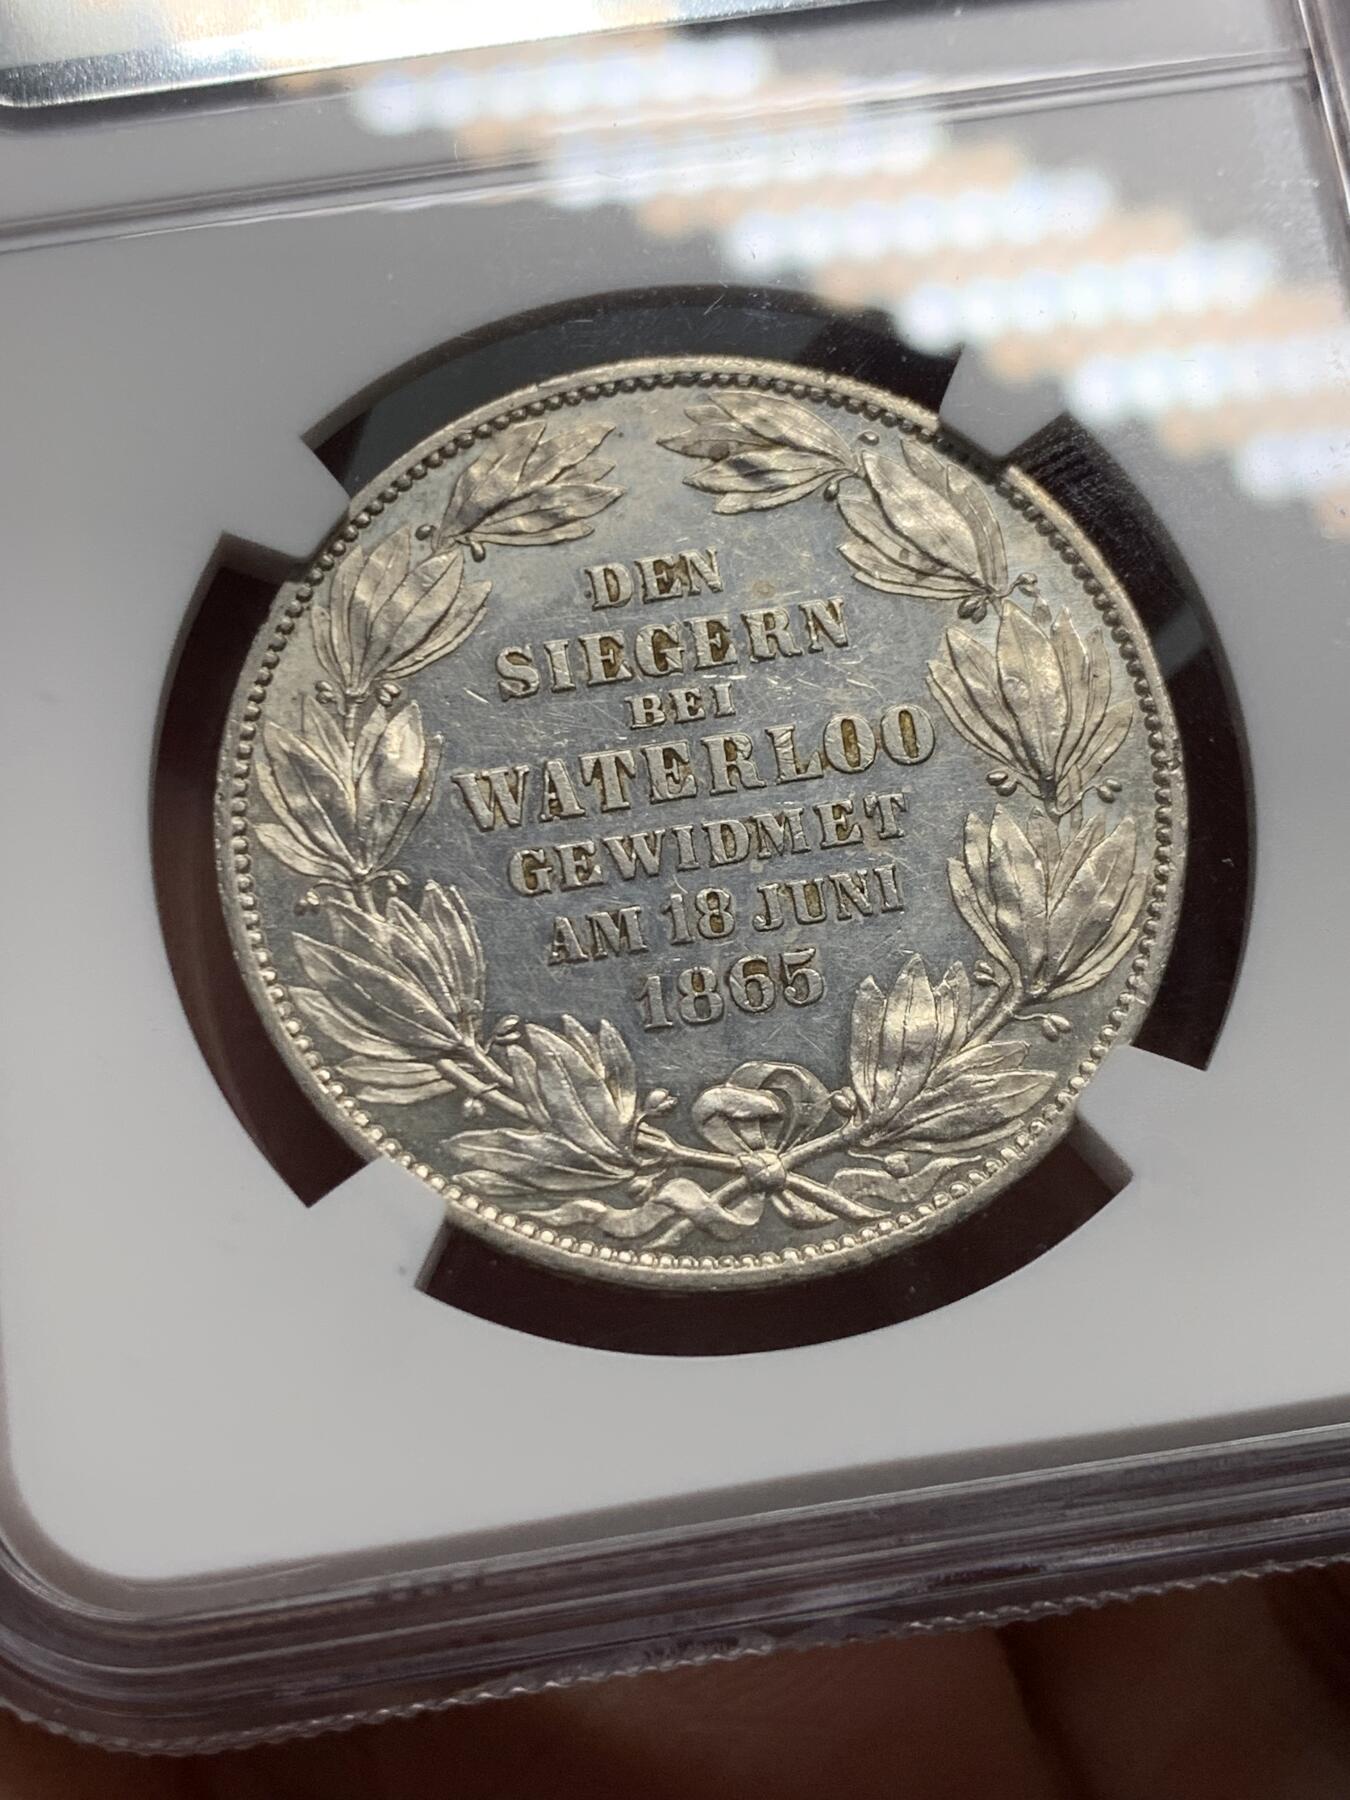 DEN
SIEGERN
BEI
WATERLOO
GEWIDMET
AM 18 JUNI
1865